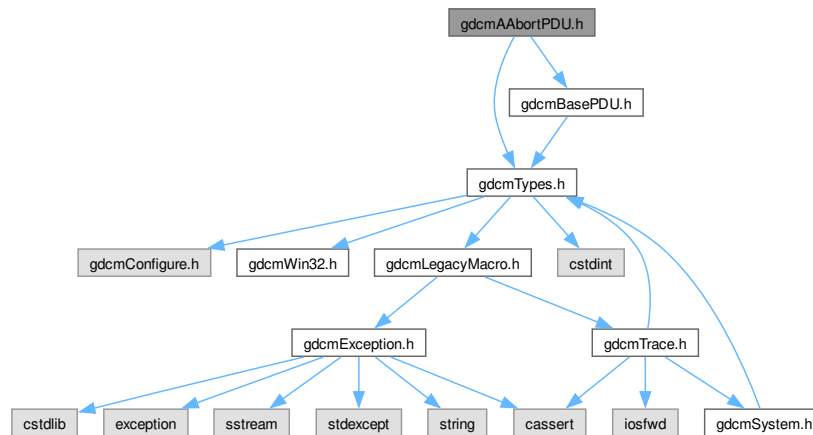 gdcmAAbortPDU.h
gdcmBasePDU.h
gdcmTypes.h
gdcmConfigure.h
gdcmWin32.h
gdcmLegacyMacro.h
cstdint
gdcmException.h
gdcmTrace.h
cstdlib
exception
sstream
stdexcept
string
cassert
iosfwd
gdcmSystem.h